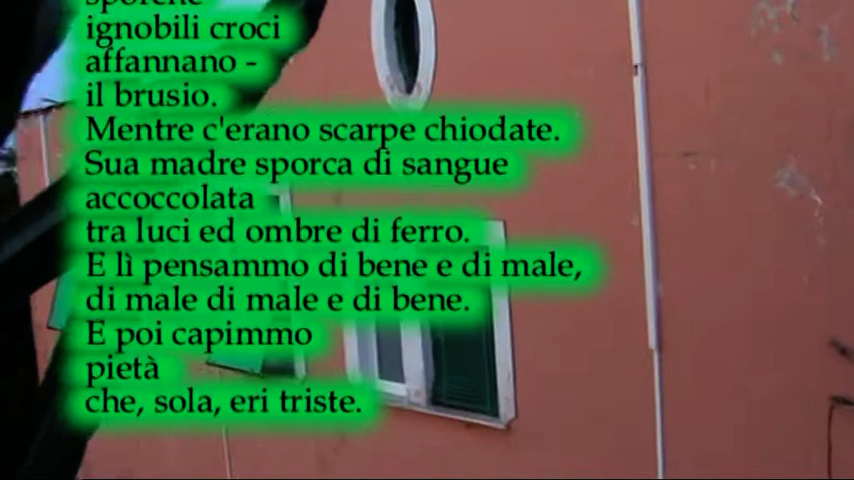 sporche
ignobili croci
affannano -
il brusio.
Mentre c'erano scarpe chiodate.
Sua madre sporca di sangue
accoccolata
tra luci ed ombre di ferro.
E lì pensammo di bene e di male,
di male di male e di bene.
E poi capimmo
pietà
che, sola, eri triste.